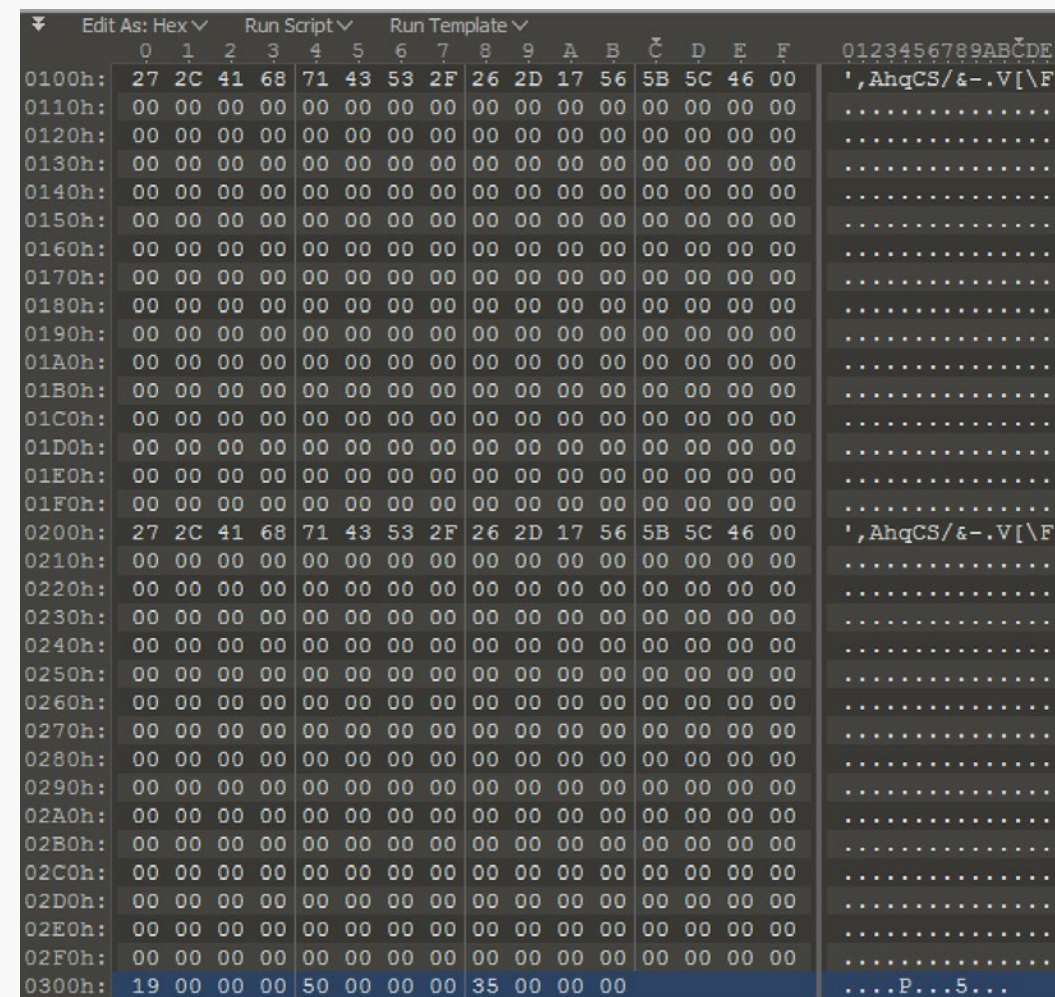 Edit As: Hex Run Script Run Template
0 1 2 3 4 5 6 7 8 9 A B C D E F 0123456789ABCDE
0100h: 27 2C 41 68 71 43 53 2F 26 2D 17 56 5B 5C 46 00 ',AhqCS/&-.V[\F
0110h: 00 00 00 00 00 00 00 00 00 00 00 00 00 00 00 00 ...............
0120h: 00 00 00 00 00 00 00 00 00 00 00 00 00 00 00 00 ...............
0130h: 00 00 00 00 00 00 00 00 00 00 00 00 00 00 00 00 ...............
0140h: 00 00 00 00 00 00 00 00 00 00 00 00 00 00 00 00 ...............
0150h: 00 00 00 00 00 00 00 00 00 00 00 00 00 00 00 00 ...............
0160h: 00 00 00 00 00 00 00 00 00 00 00 00 00 00 00 00 ...............
0170h: 00 00 00 00 00 00 00 00 00 00 00 00 00 00 00 00 ...............
0180h: 00 00 00 00 00 00 00 00 00 00 00 00 00 00 00 00 ...............
0190h: 00 00 00 00 00 00 00 00 00 00 00 00 00 00 00 00 ...............
01A0h: 00 00 00 00 00 00 00 00 00 00 00 00 00 00 00 00 ...............
01B0h: 00 00 00 00 00 00 00 00 00 00 00 00 00 00 00 00 ...............
01C0h: 00 00 00 00 00 00 00 00 00 00 00 00 00 00 00 00 ...............
01D0h: 00 00 00 00 00 00 00 00 00 00 00 00 00 00 00 00 ...............
01E0h: 00 00 00 00 00 00 00 00 00 00 00 00 00 00 00 00 ...............
01F0h: 00 00 00 00 00 00 00 00 00 00 00 00 00 00 00 00 ...............
0200h: 27 2C 41 68 71 43 53 2F 26 2D 17 56 5B 5C 46 00 ',AhqCS/&-.V[\F
0210h: 00 00 00 00 00 00 00 00 00 00 00 00 00 00 00 00 ...............
0220h: 00 00 00 00 00 00 00 00 00 00 00 00 00 00 00 00 ...............
0230h: 00 00 00 00 00 00 00 00 00 00 00 00 00 00 00 00 ...............
0240h: 00 00 00 00 00 00 00 00 00 00 00 00 00 00 00 00 ...............
0250h: 00 00 00 00 00 00 00 00 00 00 00 00 00 00 00 00 ...............
0260h: 00 00 00 00 00 00 00 00 00 00 00 00 00 00 00 00 ...............
0270h: 00 00 00 00 00 00 00 00 00 00 00 00 00 00 00 00 ...............
0280h: 00 00 00 00 00 00 00 00 00 00 00 00 00 00 00 00 ...............
0290h: 00 00 00 00 00 00 00 00 00 00 00 00 00 00 00 00 ...............
02A0h: 00 00 00 00 00 00 00 00 00 00 00 00 00 00 00 00 ...............
02B0h: 00 00 00 00 00 00 00 00 00 00 00 00 00 00 00 00 ...............
02C0h: 00 00 00 00 00 00 00 00 00 00 00 00 00 00 00 00 ...............
02D0h: 00 00 00 00 00 00 00 00 00 00 00 00 00 00 00 00 ...............
02E0h: 00 00 00 00 00 00 00 00 00 00 00 00 00 00 00 00 ...............
02F0h: 00 00 00 00 00 00 00 00 00 00 00 00 00 00 00 00 ...............
0300h: 19 00 00 00 50 00 00 00 35 00 00 00 ....P...5...